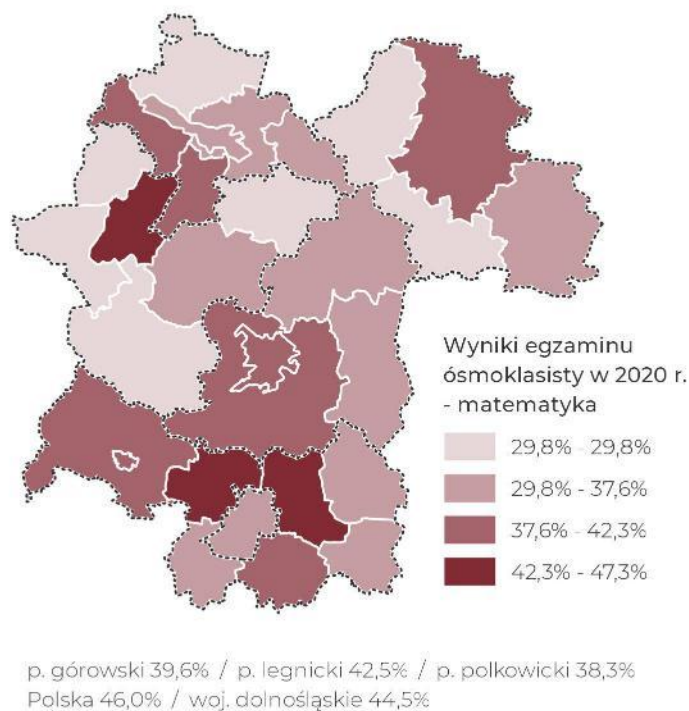 Wyniki egzaminu
ósmoklasisty w 2020 r.
- matematyka
29,8% - 29,8%
29,8% - 37,6%
37,6% - 42,3%
42,3% - 47,3%
p. górowski 39,6% / p. legnicki 42,5% / p. polkowicki 38,3%
Polska 46,0% / woj. dolnośląskie 44,5%